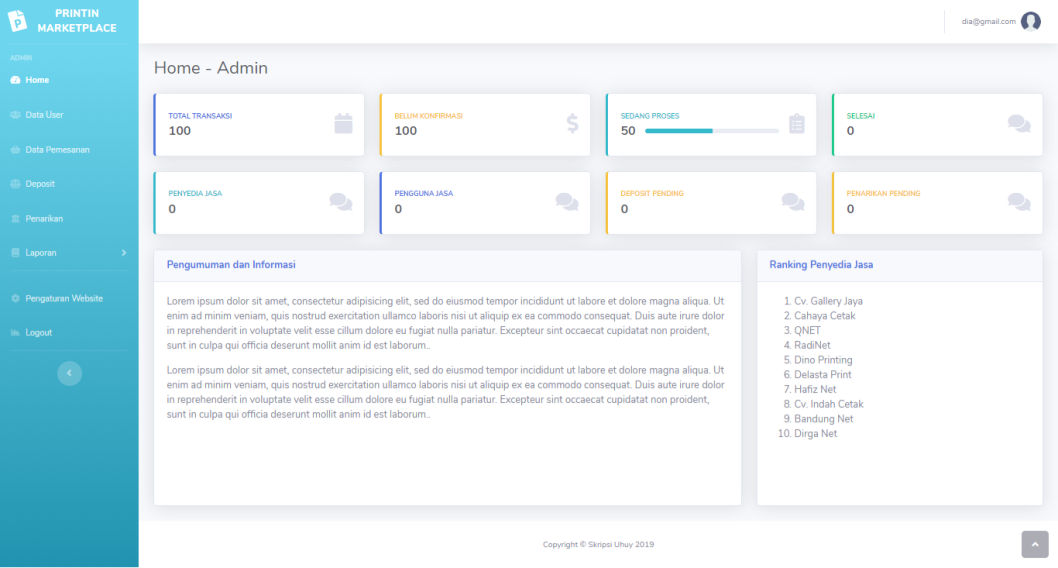 PRINTIN
MARKETPLACE
dia@gmail.com
ADMIN
Home
Data User
Data Pemesanan
Deposit
Penarikan
Laporan
Pengaturan Website
Logout
Home - Admin
TOTAL TRANSAKSI
100
BELUM KONFIRMASI
100
SEDANG PROSES
50
SELESAI
0
PENYEDIA JASA
0
PENGGUNA JASA
0
DEPOSIT PENDING
0
PENARIKAN PENDING
0
Pengumuman dan Informasi
Lorem ipsum dolor sit amet, consectetur adipisicing elit, sed do eiusmod tempor incididunt ut labore et dolore magna aliqua. Ut
enim ad minim veniam, quis nostrud exercitation ullamco laboris nisi ut aliquip ex ea commodo consequat. Duis aute irure dolor
in reprehenderit in voluptate velit esse cillum dolore eu fugiat nulla pariatur. Excepteur sint occaecat cupidatat non proident,
sunt in culpa qui officia deserunt mollit anim id est laborum..
Lorem ipsum dolor sit amet, consectetur adipisicing elit, sed do eiusmod tempor incididunt ut labore et dolore magna aliqua. Ut
enim ad minim veniam, quis nostrud exercitation ullamco laboris nisi ut aliquip ex ea commodo consequat. Duis aute irure dolor
in reprehenderit in voluptate velit esse cillum dolore eu fugiat nulla pariatur. Excepteur sint occaecat cupidatat non proident,
sunt in culpa qui officia deserunt mollit anim id est laborum..
Ranking Penyedia Jasa
1. Cv. Gallery Jaya
2. Cahaya Cetak
3. QNET
4. RadiNet
5. Dino Printing
6. Delasta Print
7. Hafiz Net
8. Cv. Indah Cetak
9. Bandung Net
10. Dirga Net
Copyright © Skripsi Uhuy 2019